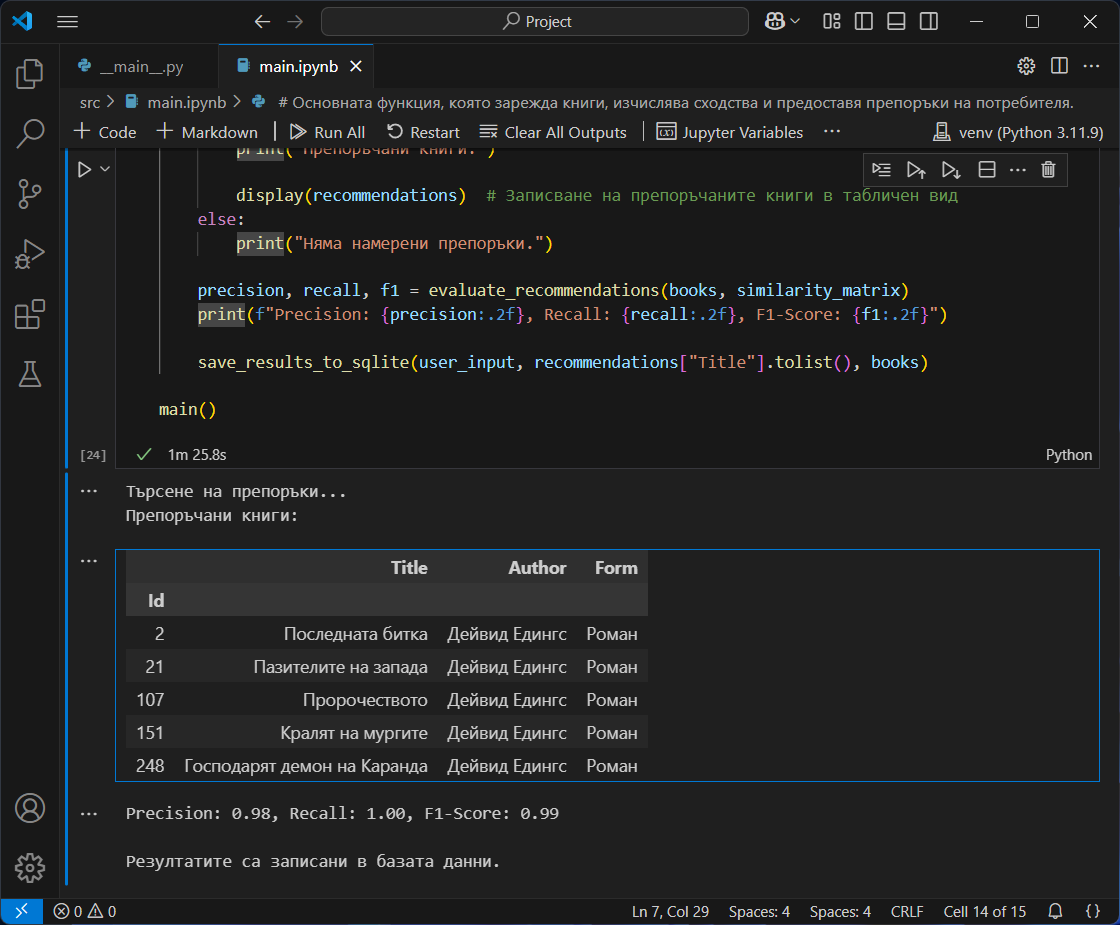 Project
__main__.py
main.ipynb
src > main.ipynb > # Основната функция, която зарежда книги, изчислява сходства и предоставя препоръки на потребителя.
+ Code + Markdown | Run All Restart Clear All Outputs | Jupyter Variables ... venv (Python 3.11.9)
print("Препоръчани книги:")
display(recommendations) # Записване на препоръчаните книги в табличен вид
else:
print("Няма намерени препоръки.")
precision, recall, f1 = evaluate_recommendations(books, similarity_matrix)
print(f"Precision: {precision:.2f}, Recall: {recall:.2f}, F1-Score: {f1:.2f}")
save_results_to_sqlite(user_input, recommendations["Title"].tolist(), books)
main()
[24] 1m 25.8s Python
Търсене на препоръки...
Препоръчани книги:
Title Author Form
Id
2 Последната битка Дейвид Едингс Роман
21 Пазителите на запада Дейвид Едингс Роман
107 Пророчеството Дейвид Едингс Роман
151 Кралят на мургите Дейвид Едингс Роман
248 Господарят демон на Каранда Дейвид Едингс Роман
Precision: 0.98, Recall: 1.00, F1-Score: 0.99
Резултатите са записани в базата данни.
0 0 Ln 7, Col 29 Spaces: 4 Spaces: 4 CRLF Cell 14 of 15 {}